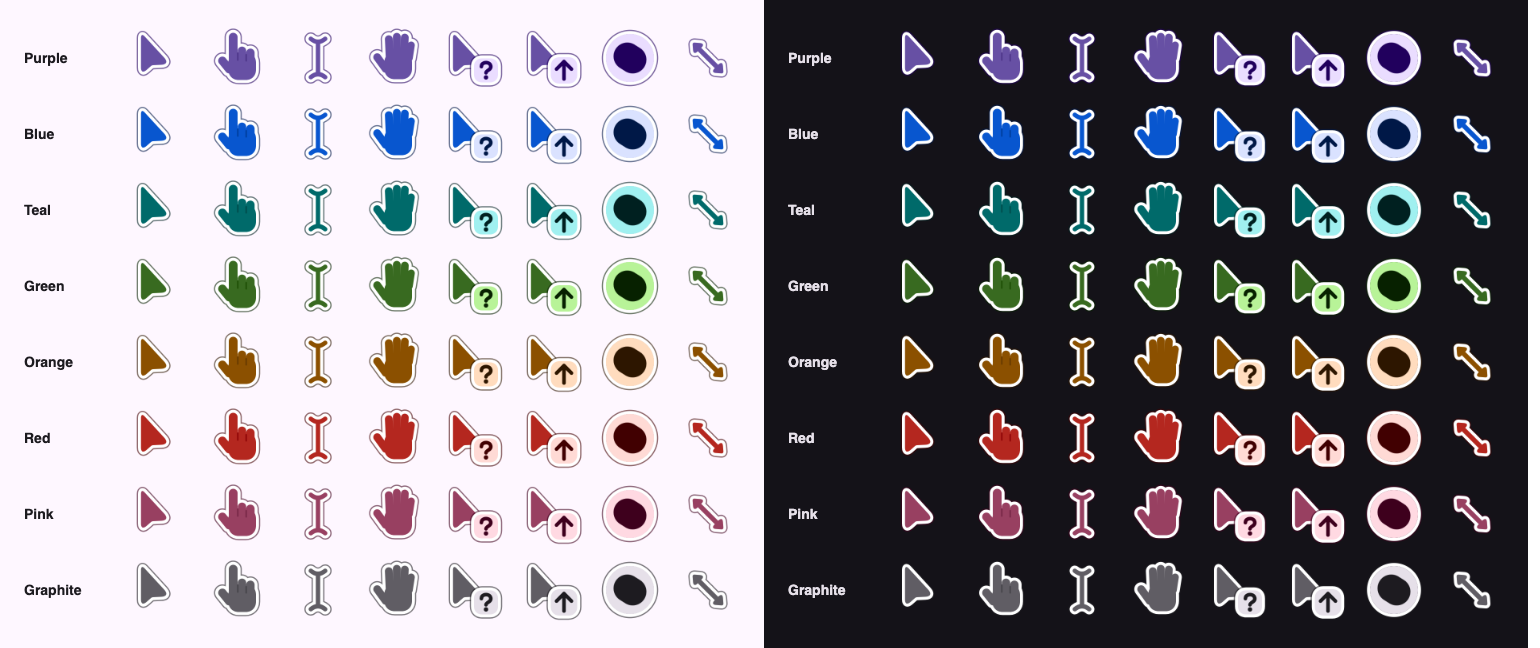 Purple ? Purple ?
Blue ? Blue ?
Teal ? Teal ?
Green ? Green ?
Orange ? Orange ?
Red ? Red ?
Pink ? Pink ?
Graphite ? Graphite ?